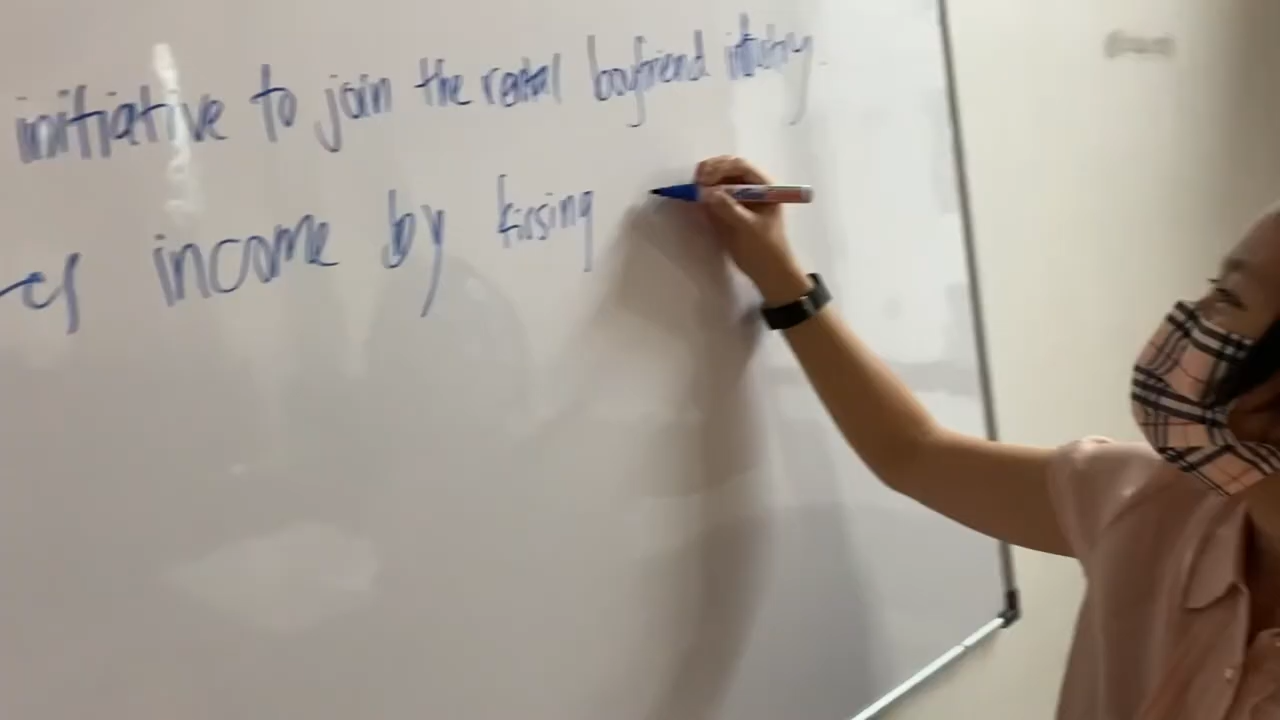 initiative to join the rental boyfriend industry.
income by kissing